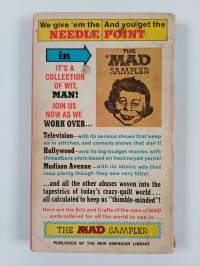 We give 'em the And you get the
NEEDLE POINT
in
THE
"MAD
SAMPLER
IT'S A
COLLECTION
OF WIT,
MAN!
JOIN US
NOW AS WE
WORK OVER...
Television—with its serious shows that keep
us in stitches, and comedy shows that don't!
Hollywood—and its big-budget movies with
threadbare plots based on hackneyed yarns!
Madison Avenue—with its idiotic ads that
reap plenty though they sew very little!
...and all the other abuses woven into the
tapestries of today's crazy-quilt world . . .
all calculated to keep us "thimble-minded"!
Here are the Arts and Crafts of the men of MAD
. . . embroidered for all the world to see in . . .
THE MAD SAMPLER
PUBLISHED BY THE NEW AMERICAN LIBRARY